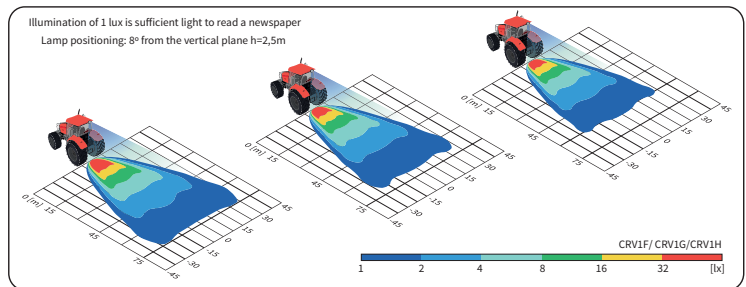 Illumination of 1 lux is sufficient light to read a newspaper
Lamp positioning: 8º from the vertical plane h=2,5m
0 [m] 15 45 75 -45 -30 -15 0 15 30 45
0 [m] 15 45 75 -45 -30 -15 0 15 30 45
0 [m] 15 45 75 -45 -30 -15 0 15 30 45
CRV1F/ CRV1G/CRV1H
1 2 4 8 16 32 [lx]